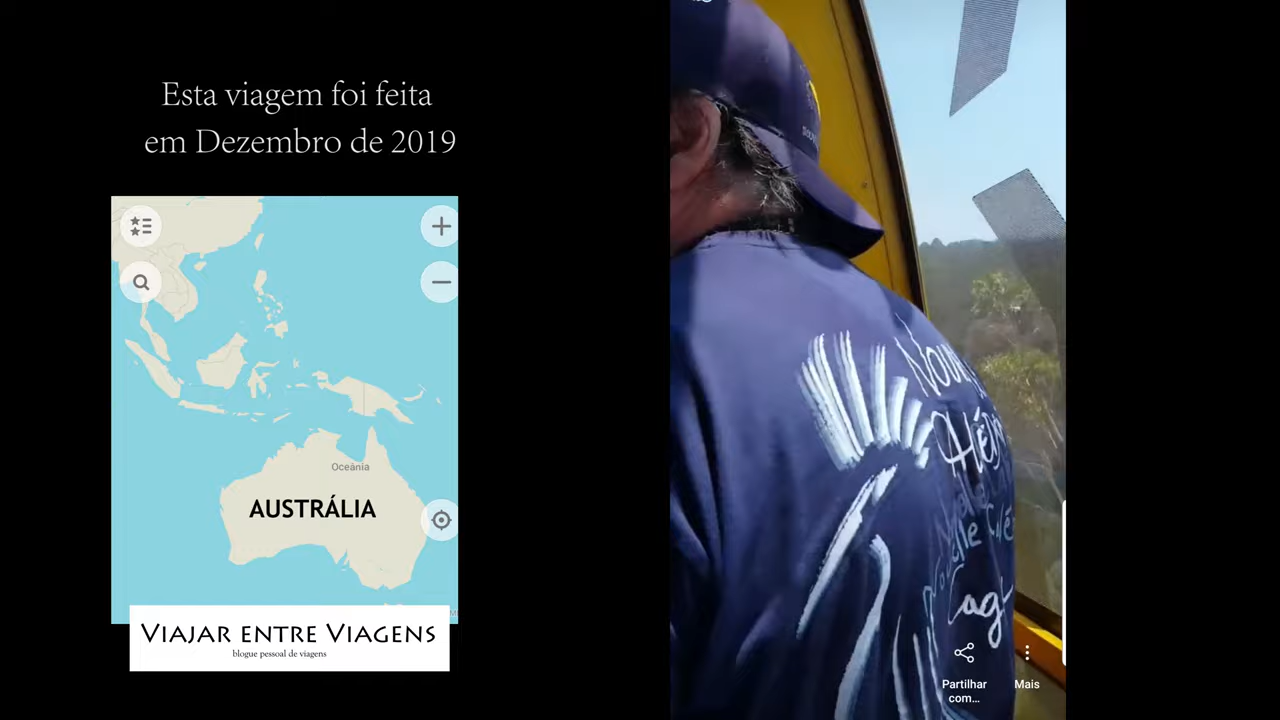 Esta viagem foi feita
em Dezembro de 2019
Oceânia
AUSTRÁLIA
VIAJAR ENTRE VIAGENS
blogue pessoal de viagens
Partilhar
com...
Mais